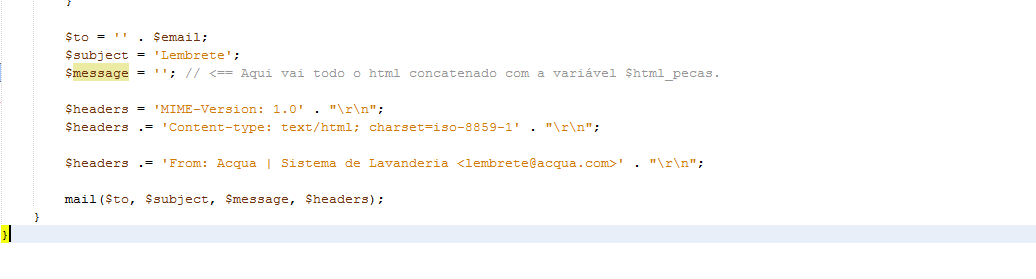 }
$to = '' . $email;
$subject = 'Lembrete';
$message = ''; // <== Aqui vai todo o html concatenado com a variável $html_pecas.
$headers = 'MIME-Version: 1.0' . "\r\n";
$headers .= 'Content-type: text/html; charset=iso-8859-1' . "\r\n";
$headers .= 'From: Acqua | Sistema de Lavanderia <lembrete@acqua.com>' . "\r\n";
mail($to, $subject, $message, $headers);
}
}